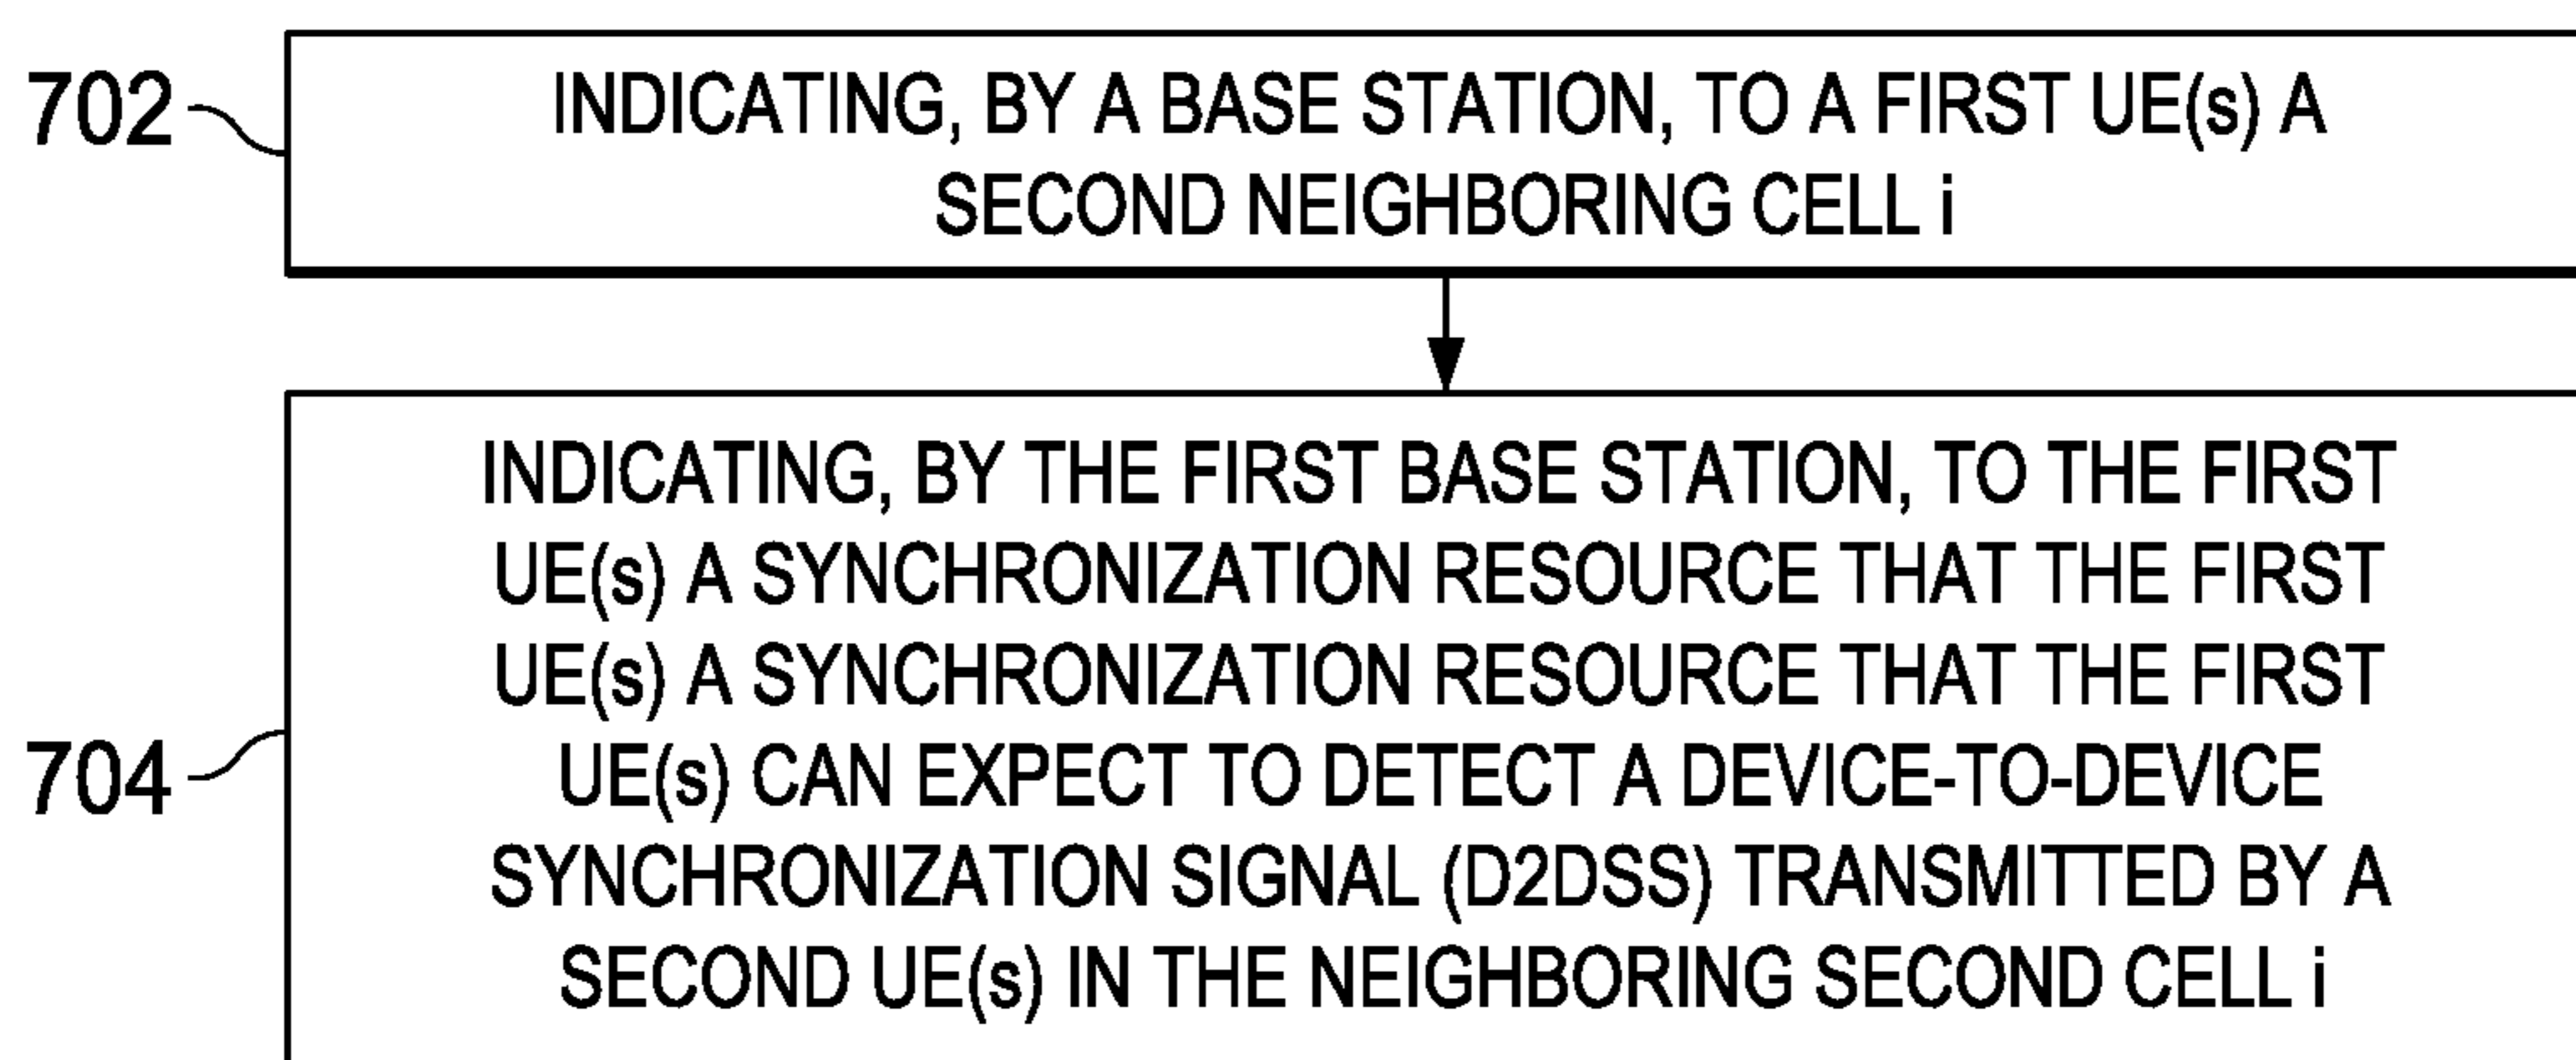 702
INDICATING, BY A BASE STATION, TO A FIRST UE(s) A
SECOND NEIGHBORING CELL i
INDICATING, BY THE FIRST BASE STATION, TO THE FIRST
UE(s) A SYNCHRONIZATION RESOURCE THAT THE FIRST
UE(s) A SYNCHRONIZATION RESOURCE THAT THE FIRST
704
UE(s) CAN EXPECT TO DETECT A DEVICE-TO-DEVICE
SYNCHRONIZATION SIGNAL (D2DSS) TRANSMITTED BY A
SECOND UE(s) IN THE NEIGHBORING SECOND CELL i